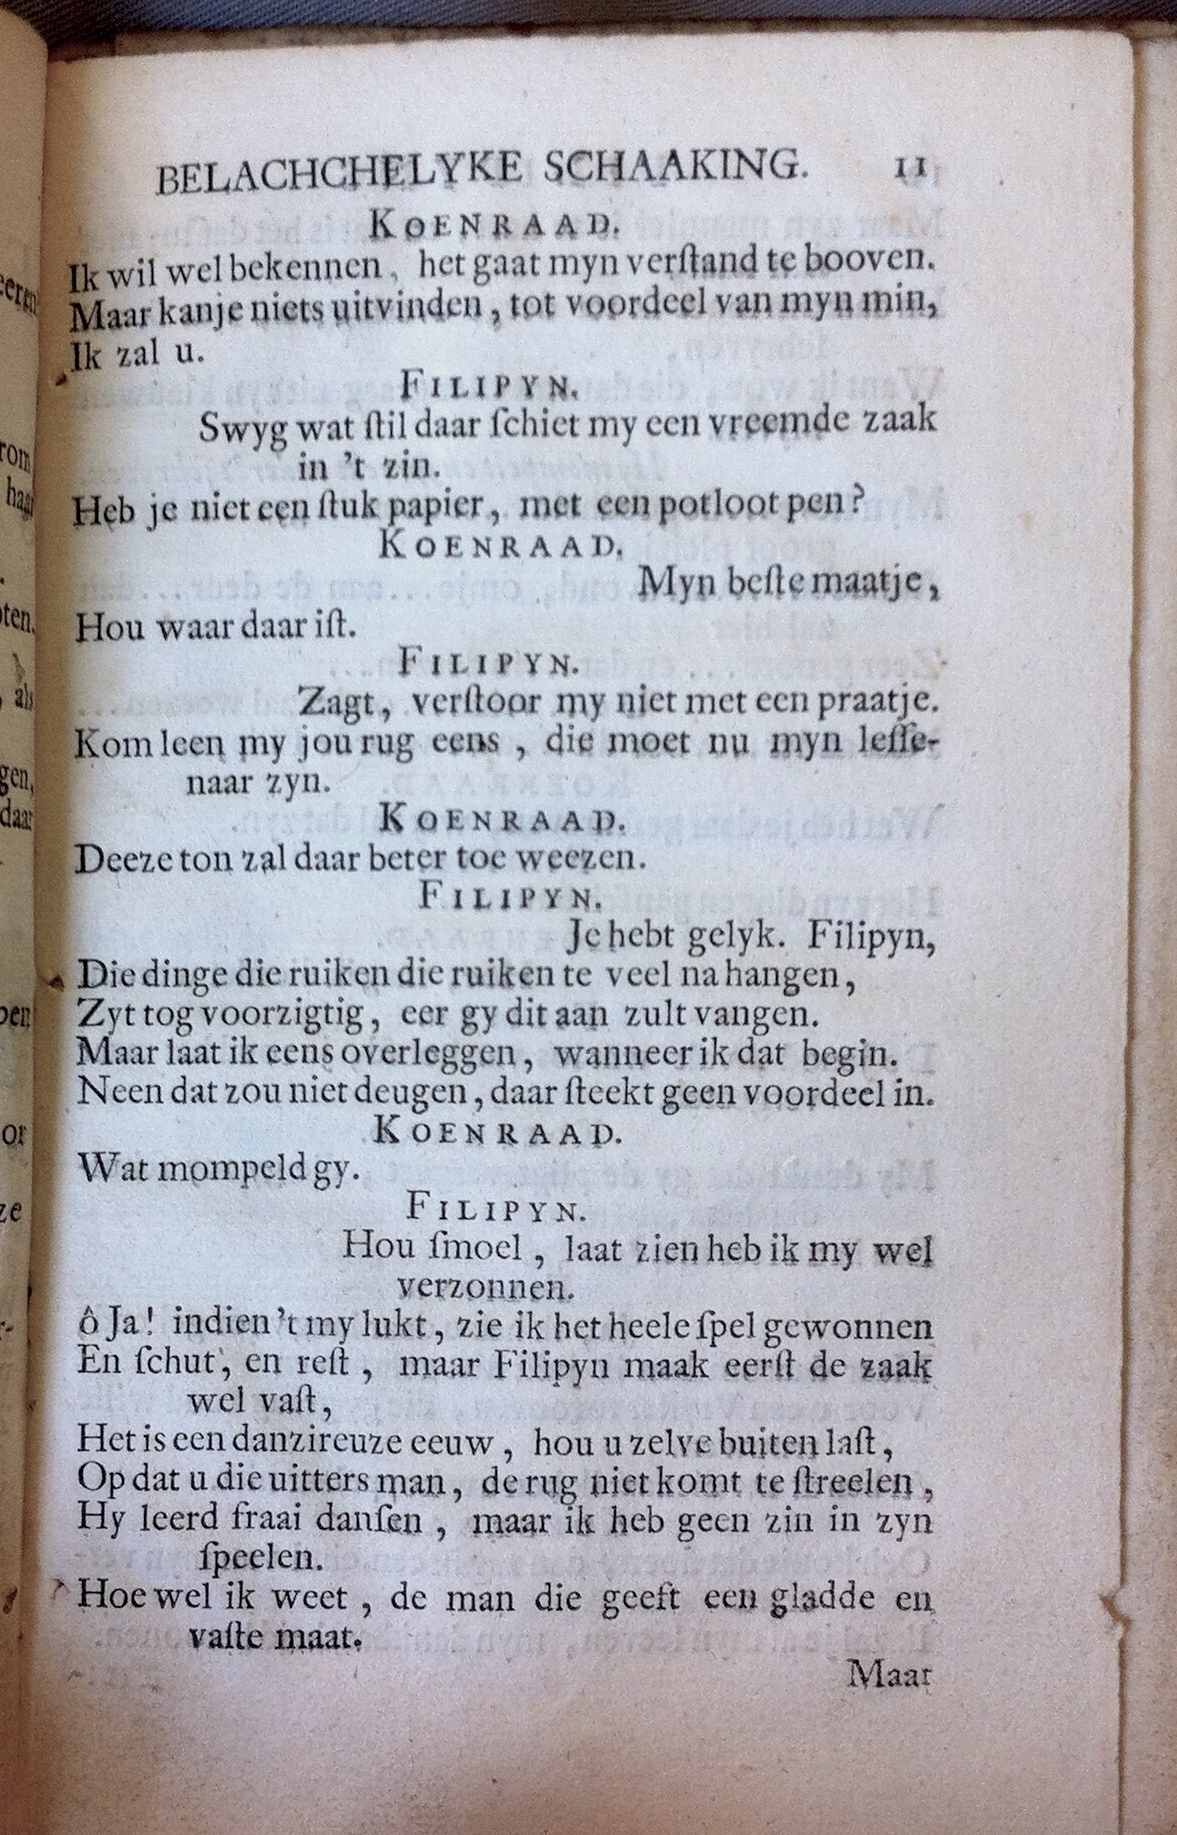 BELACHCHELYKE SCHAAKING. 11
KOENRAAD.
Ik wil wel bekennen, het gaat myn verſtand te booven.
Maar kanje niets uitvinden, tot voordeel van myn min,
Ik zal u.
FILIPYN.
Swyg wat ſtil daar ſchiet my een vreemde zaak
in 't zin.
Heb je niet een ſtuk papier, met een potloot pen?
KOENRAAD.
Myn beſte maatje,
Hou waar daar iſt.
FILIPYN.
Zagt, verſtoor my niet met een praatje.
Kom leen my jou rug eens, die moet nu myn leſſe-
naar zyn.
KOENRAAD.
Deeze ton zal daar beter toe weezen.
FILIPYN.
Je hebt gelyk. Filipyn,
Die dinge die ruiken die ruiken te veel na hangen,
Zyt tog voorzigtig, eer gy dit aan zult vangen.
Maar laat ik eens overleggen, wanneer ik dat begin.
Neen dat zou niet deugen, daar ſteekt geen voordeel in.
KOENRAAD.
Wat mompeld gy.
FILIPYN.
Hou ſmoel, laat zien heb ik my wel
verzonnen.
ô Ja! indien 't my lukt, zie ik het heele ſpel gewonnen
En ſchut, en reſt, maar Filipyn maak eerſt de zaak
wel vaſt,
Het is een danzireuze eeuw, hou u zelve buiten laſt,
Op dat u die uitters man, de rug niet komt te ſtreelen,
Hy leerd fraai danſen, maar ik heb geen zin in zyn
ſpeelen.
Hoe wel ik weet, de man die geeft een gladde en
vaſte maat.
Maar